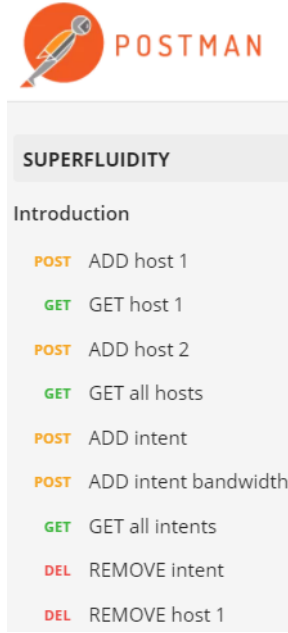 POSTMAN
SUPERFLUIDITY
Introduction
POST ADD host 1
GET GET host 1
POST ADD host 2
GET GET all hosts
POST ADD intent
POST ADD intent bandwidth
GET GET all intents
DEL REMOVE intent
DEL REMOVE host 1